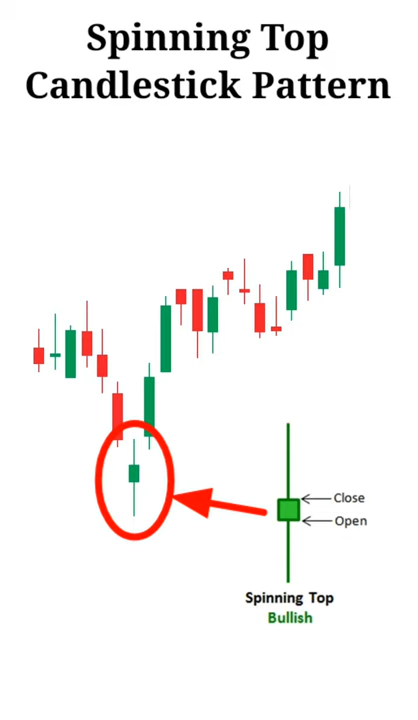 Spinning Top
Candlestick Pattern
Close
Open
Spinning Top
Bullish